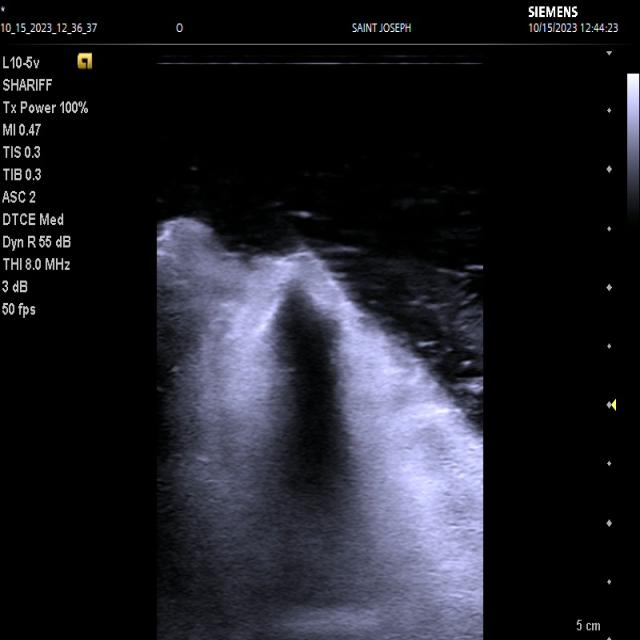 *
SIEMENS
10_15_2023_12_36_37 O SAINT JOSEPH 10/15/2023 12:44:23
L10-5v
SHARIFF
Tx Power 100%
MI 0.47
TIS 0.3
TIB 0.3
ASC 2
DTCE Med
Dyn R 55 dB
THI 8.0 MHz
3 dB
50 fps
5 cm